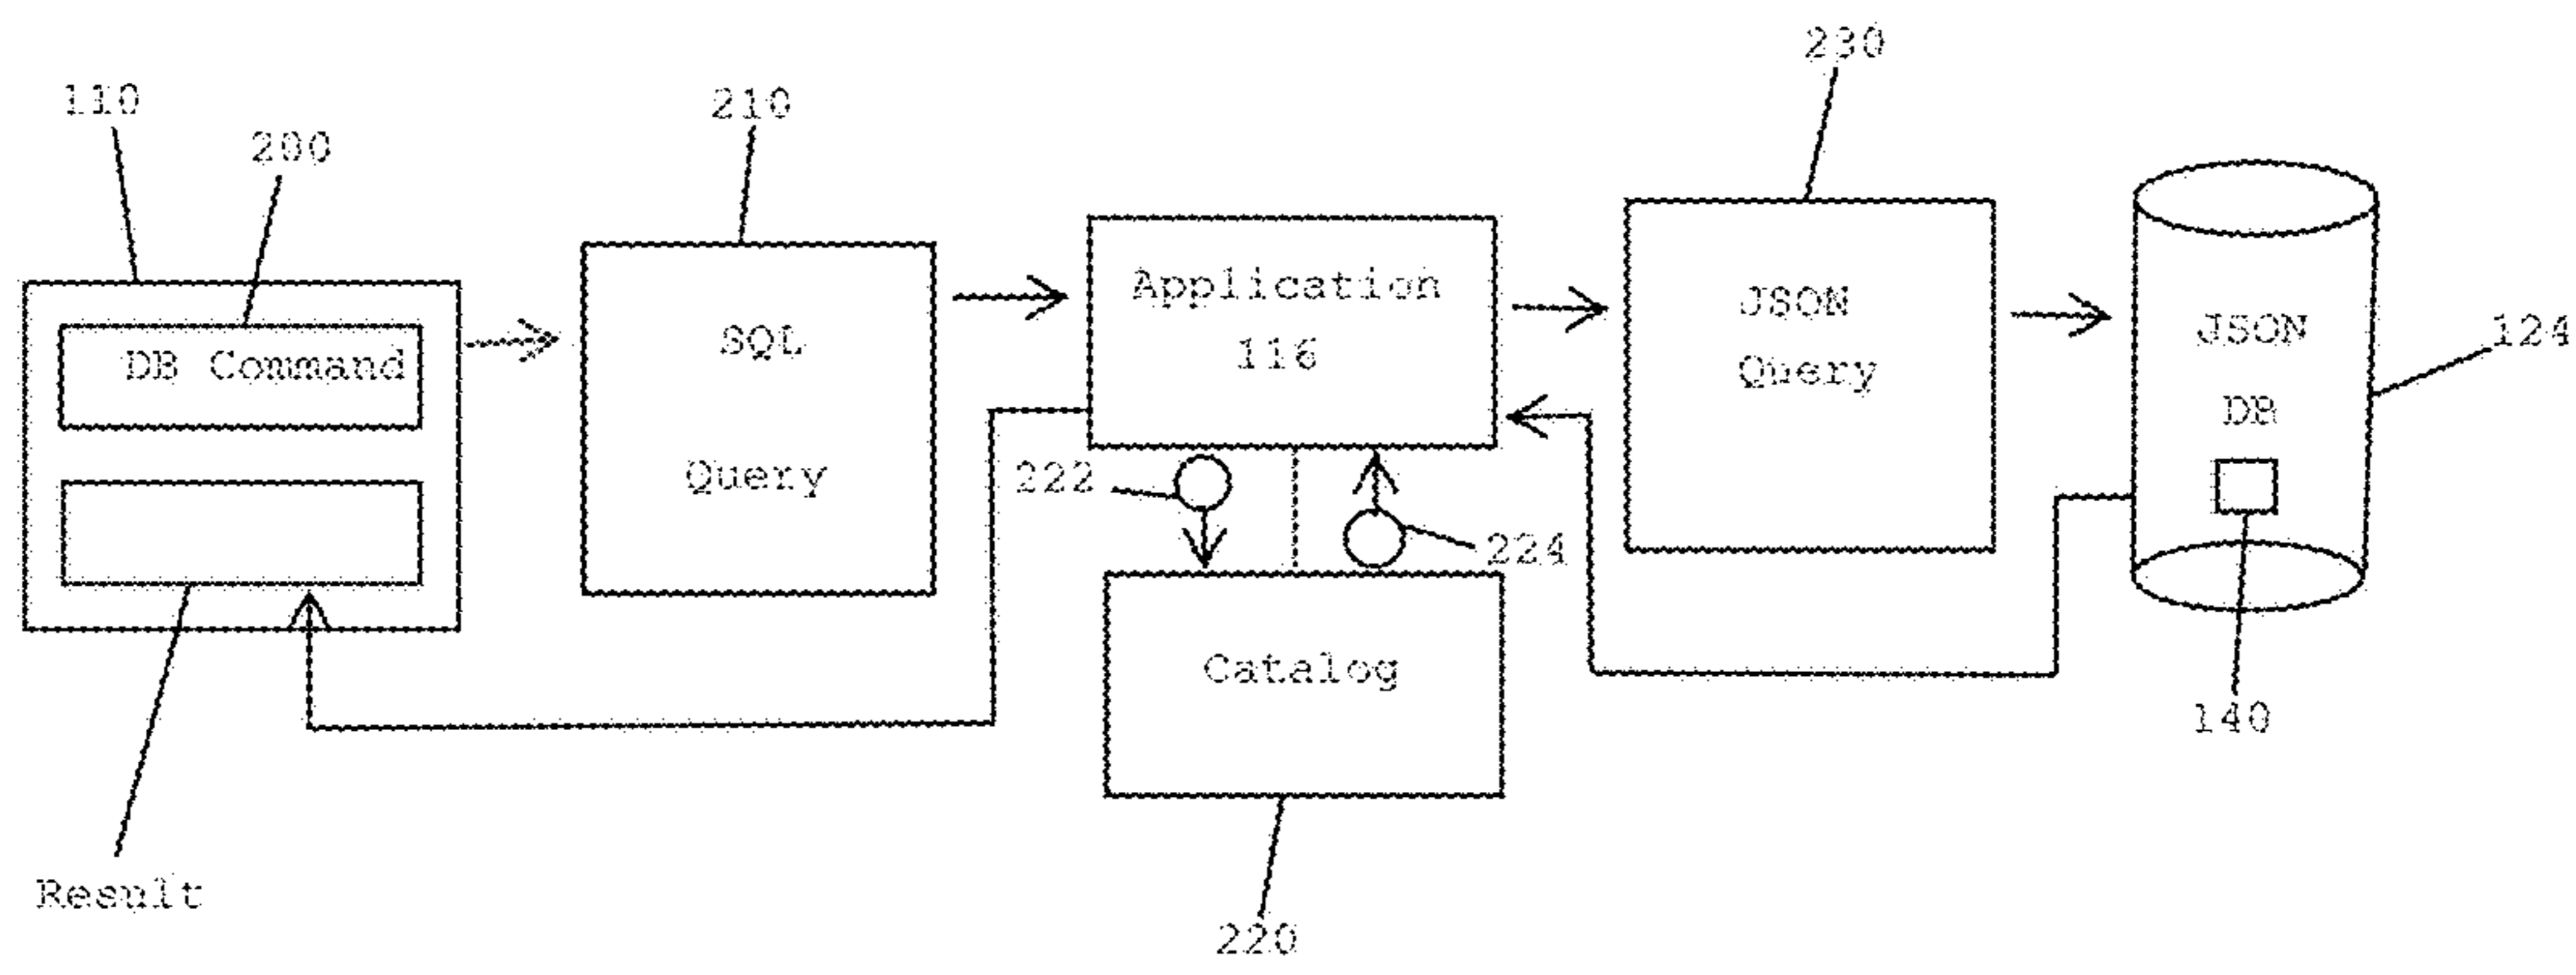 110
200
210
230
DB Command
SQL
Query
Application
116
JSON
Query
JSON
DB
124
222
224
Catalog
140
Result
220